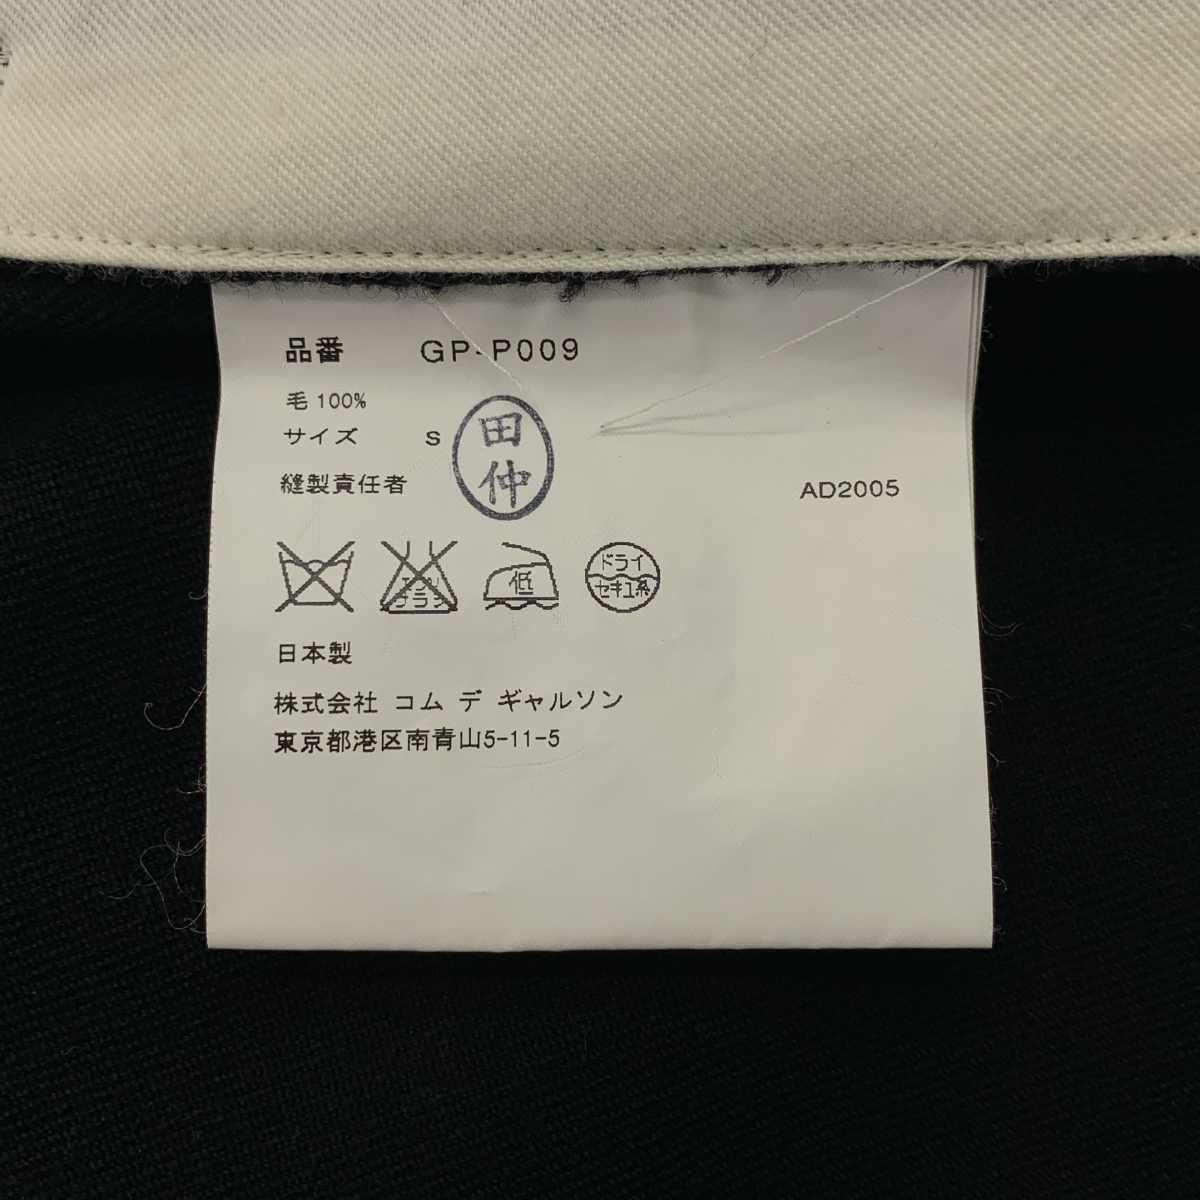 品番 GP-P009
毛 100%
サイズ S
田仲
縫製責任者
AD2005
低
ドライ
セキユ系
日本製
株式会社 コム デ ギャルソン
東京都港区南青山5-11-5